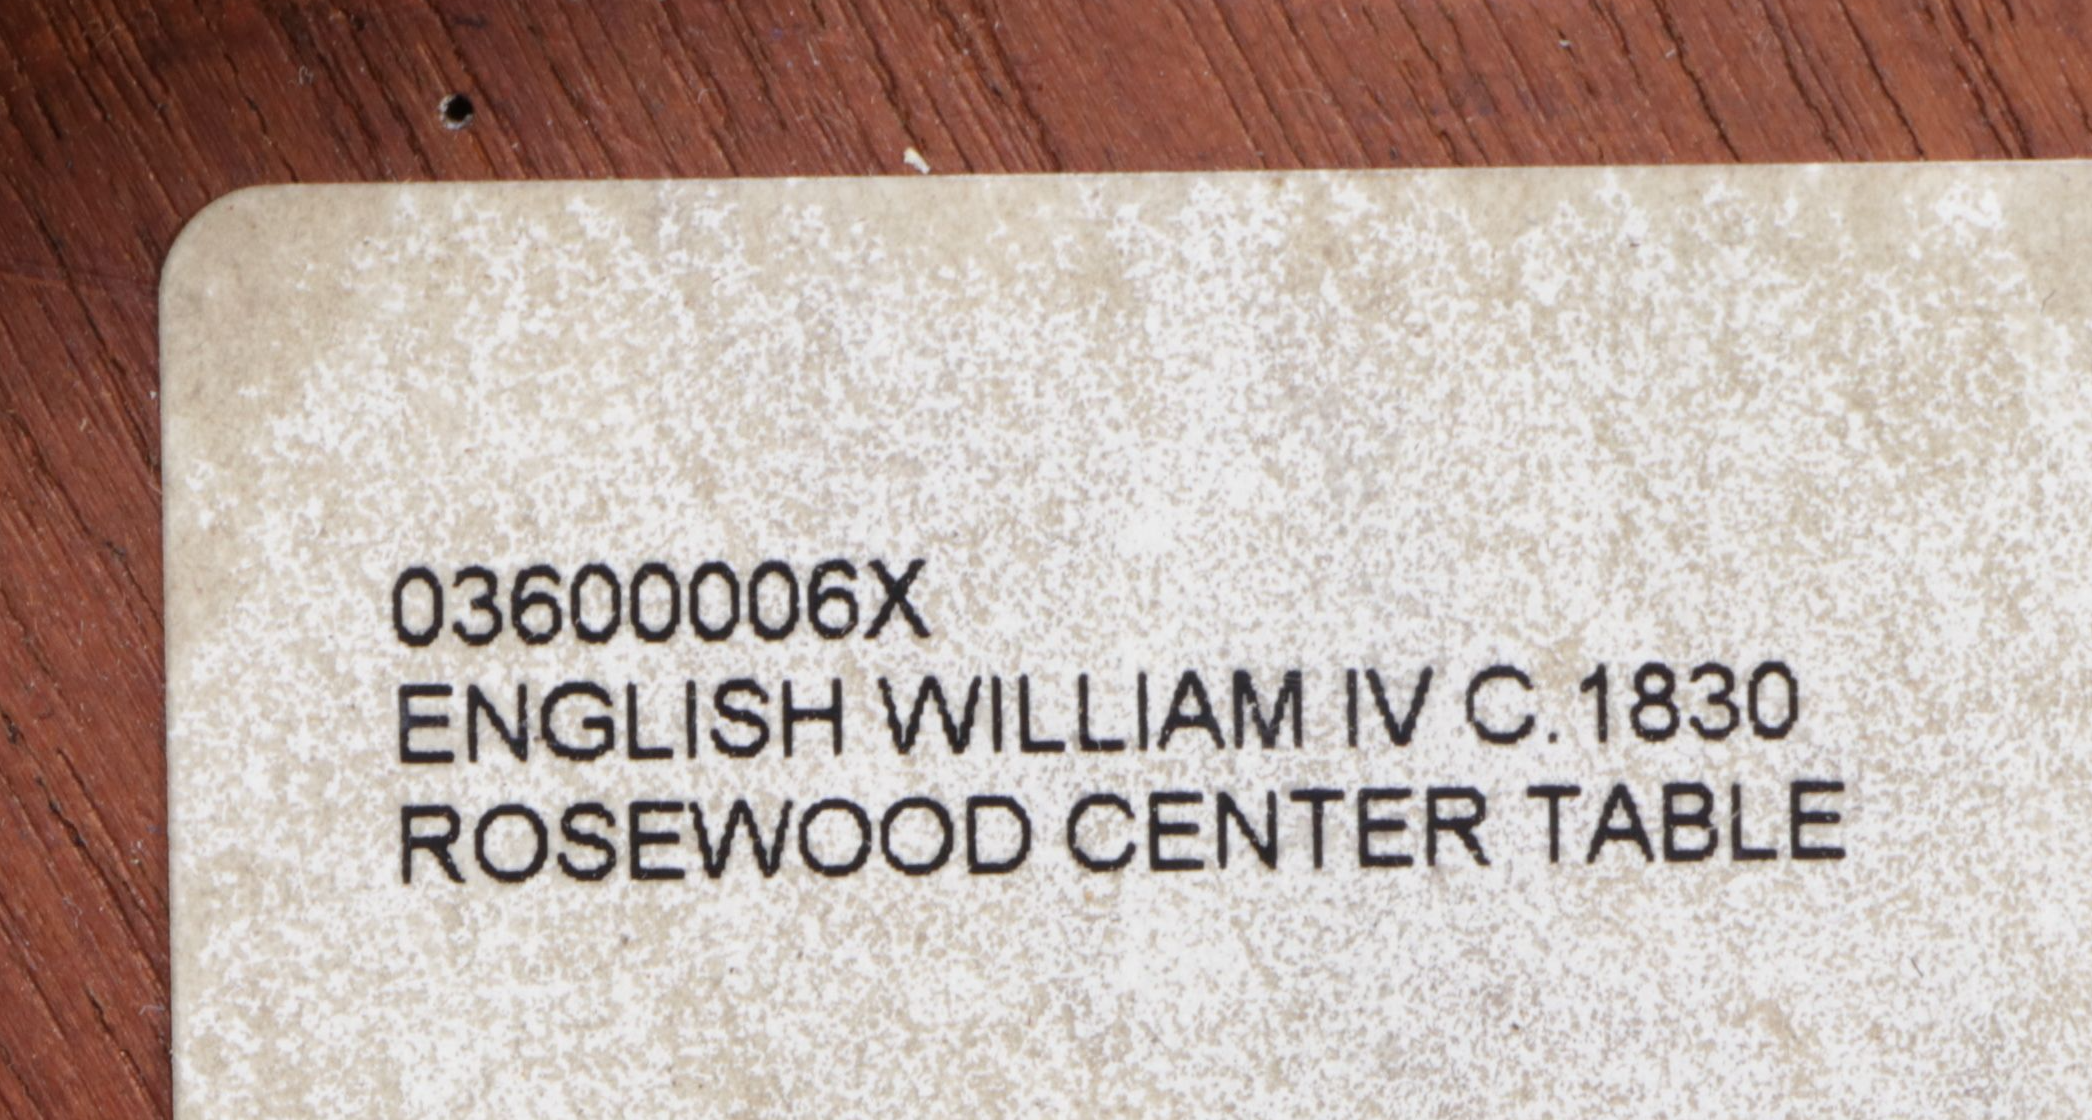 03600006X
ENGLISH WILLIAM IV C.1830
ROSEWOOD CENTER TABLE